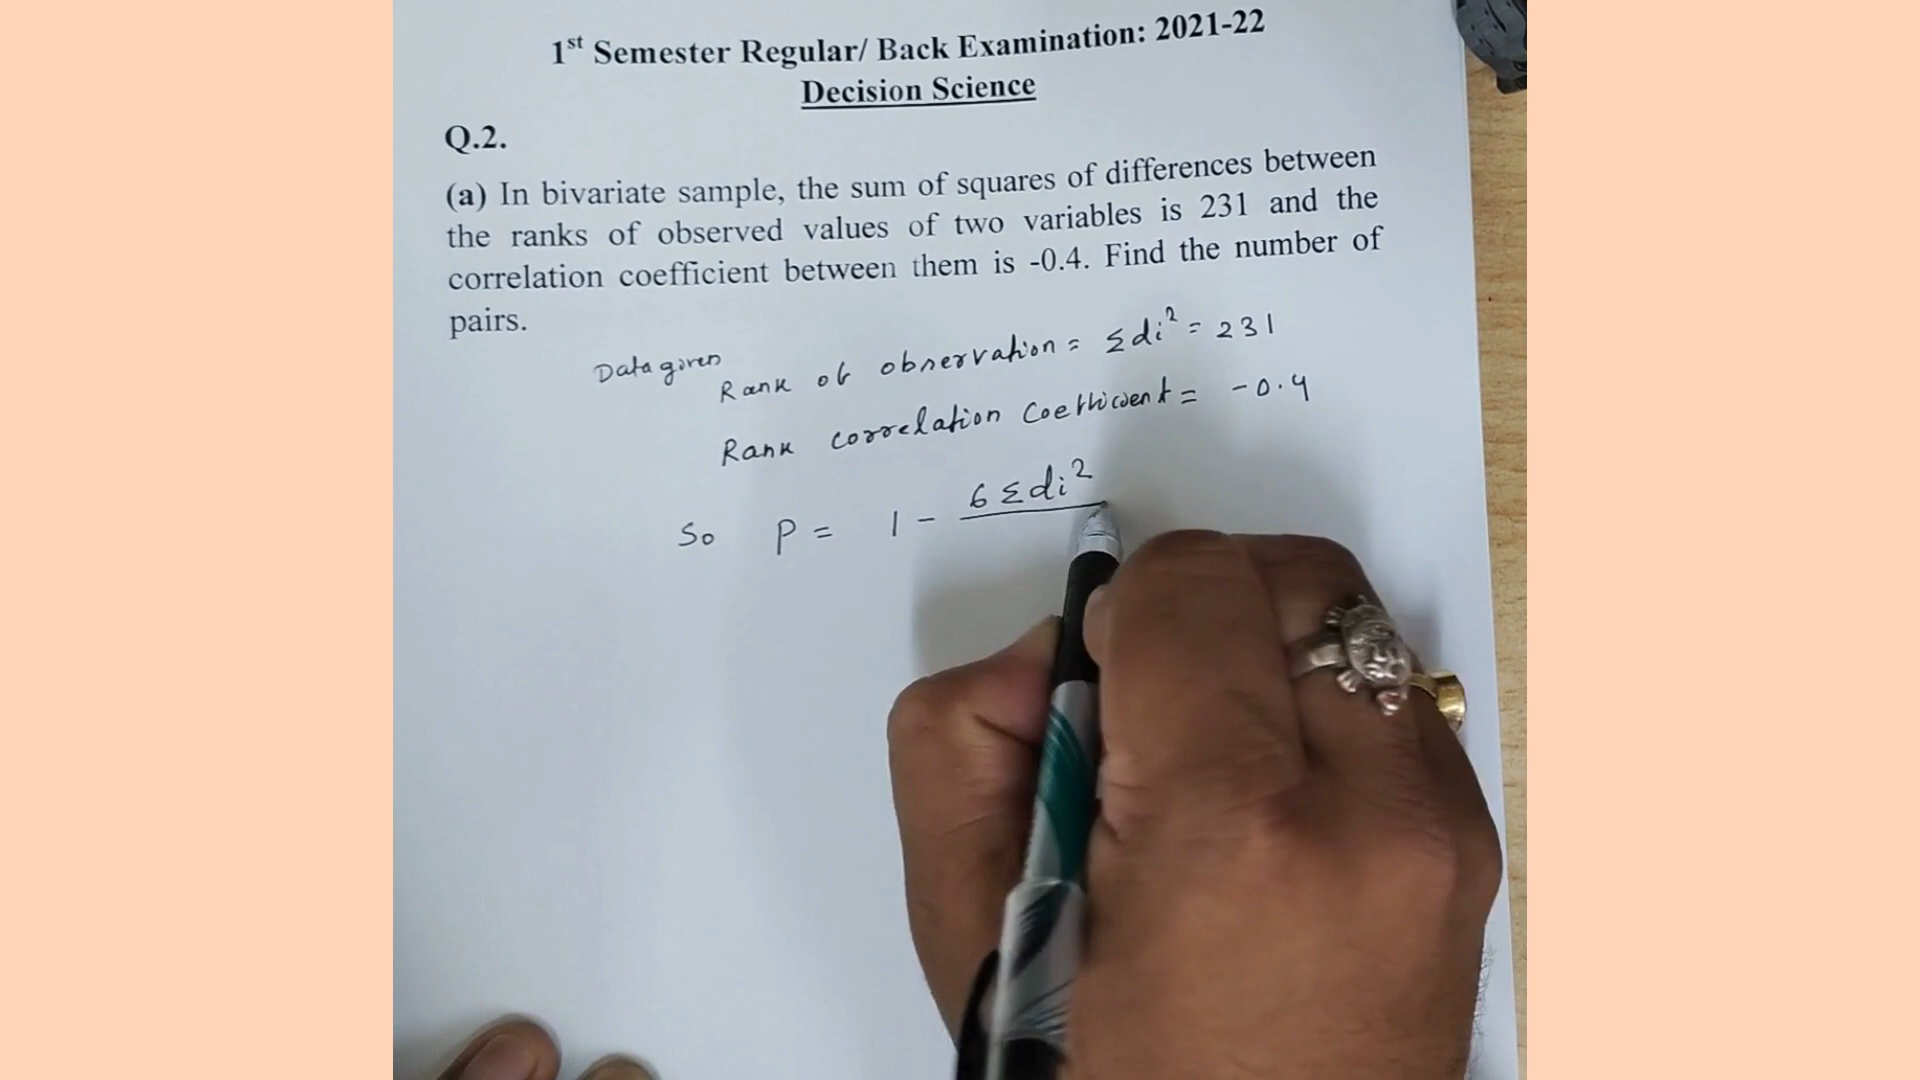 1st Semester Regular/ Back Examination: 2021-22
Decision Science
Q.2.
(a) In bivariate sample, the sum of squares of differences between
the ranks of observed values of two variables is 231 and the
correlation coefficient between them is -0.4. Find the number of
pairs.
Data given
Rank of observation = Σdi² = 231
Rank correlation coefficient = -0.4
So P = 1 - 6Σdi²